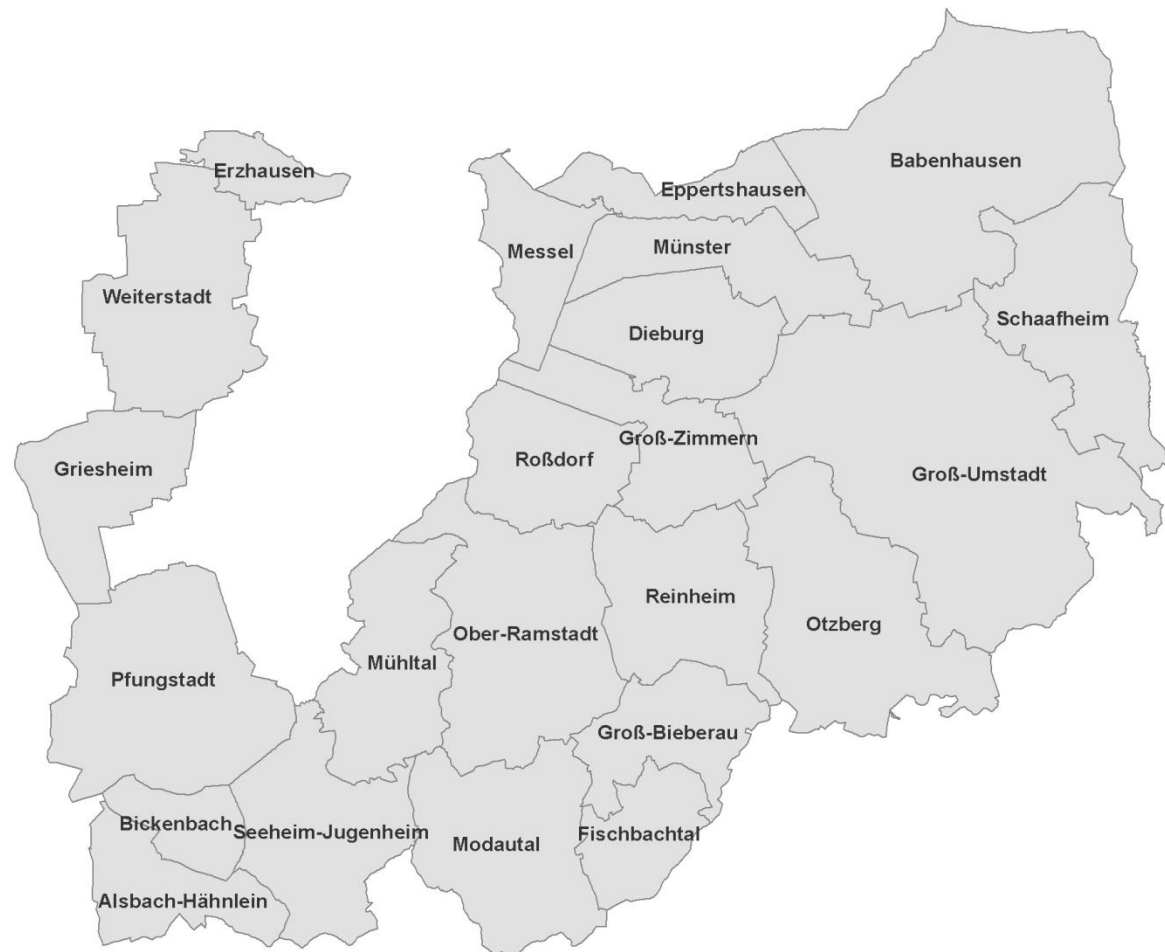 Babenhausen
Erzhausen
Eppertshausen
Münster
Messel
Weiterstadt
Schaafheim
Dieburg
Groß-Zimmern
Roßdorf
Griesheim
Groß-Umstadt
Reinheim
Otzberg
Ober-Ramstadt
Mühltal
Pfungstadt
Groß-Bieberau
Bickenbach
Seeheim-Jugenheim
Fischbachtal
Modautal
Alsbach-Hähnlein